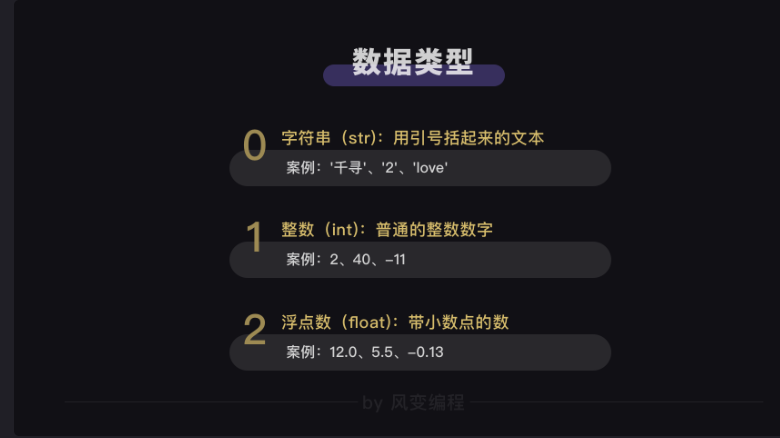 数据类型
0
字符串（str）：用引号括起来的文本
案例：'千寻'、'2'、'love'
1
整数（int）：普通的整数数字
案例：2、40、-11
2
浮点数（float）：带小数点的数
案例：12.0、5.5、-0.13
by 风变编程